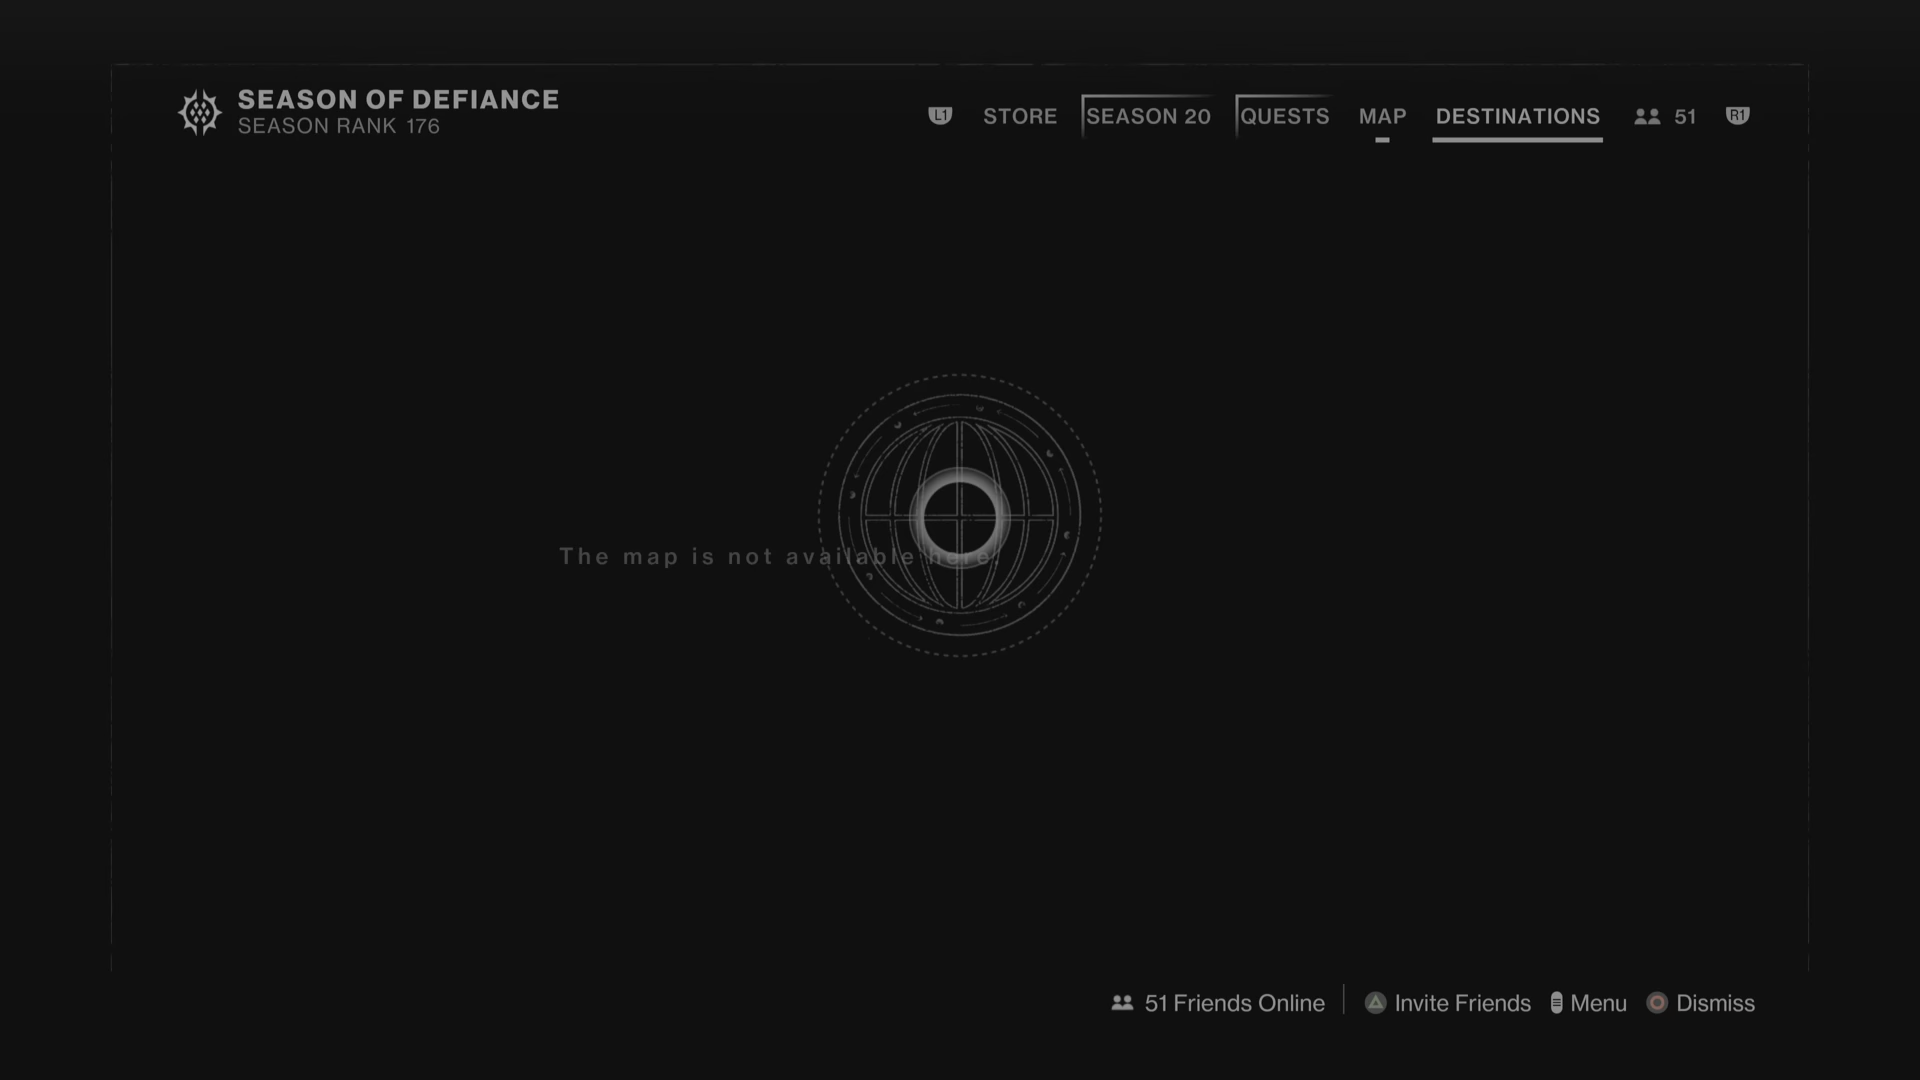 SEASON OF DEFIANCE
SEASON RANK 176
L1 STORE SEASON 20 QUESTS MAP DESTINATIONS 51 R1
The map is not available here.
51 Friends Online Invite Friends Menu Dismiss